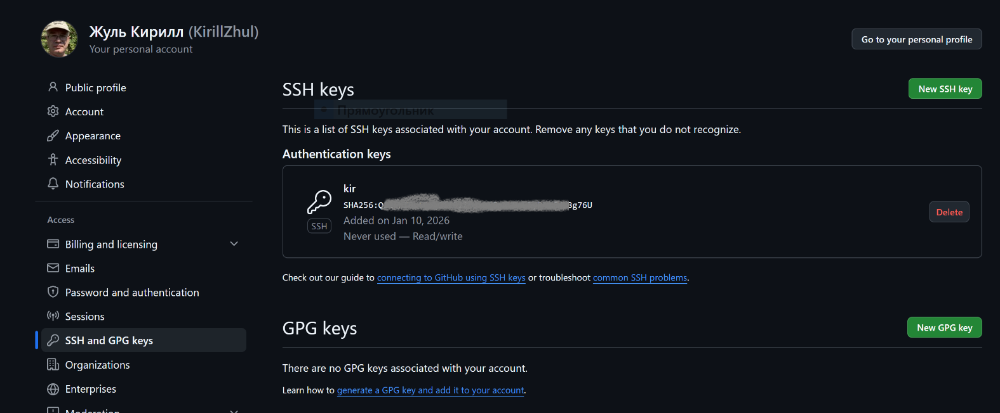 Жуль Кирилл (KirillZhul)
Your personal account
Go to your personal profile
Public profile
Account
Appearance
Accessibility
Notifications
Access
Billing and licensing
Emails
Password and authentication
Sessions
SSH and GPG keys
Organizations
Enterprises
Moderation
SSH keys
New SSH key
Прямоугольник
This is a list of SSH keys associated with your account. Remove any keys that you do not recognize.
Authentication keys
kir
SHA256:Q
3g76U
SSH
Added on Jan 10, 2026
Never used — Read/write
Delete
Check out our guide to connecting to GitHub using SSH keys or troubleshoot common SSH problems.
GPG keys
New GPG key
There are no GPG keys associated with your account.
Learn how to generate a GPG key and add it to your account.